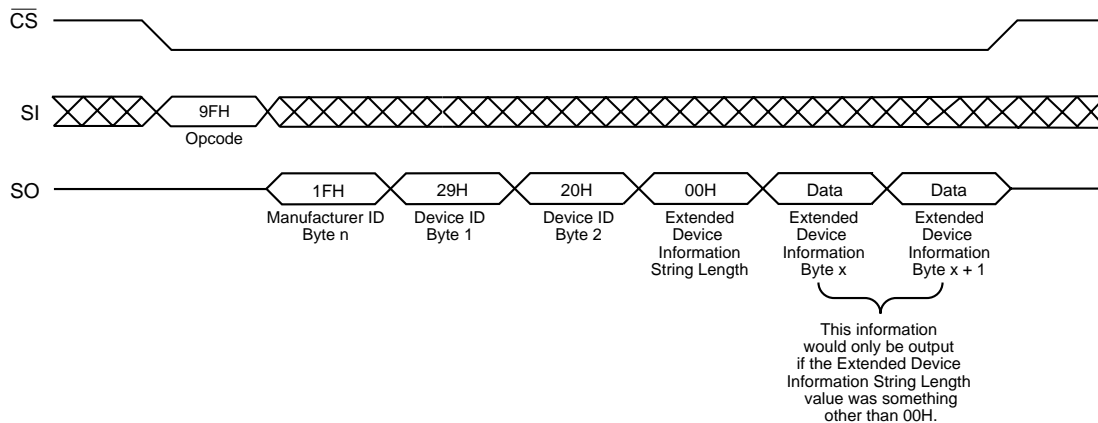 CS
SI
9FH
Opcode
SO
1FH
29H
20H
00H
Data
Data
Manufacturer ID
Byte n
Device ID
Byte 1
Device ID
Byte 2
Extended
Device
Information
String Length
Extended
Device
Information
Byte x
Extended
Device
Information
Byte x + 1
This information
would only be output
if the Extended Device
Information String Length
value was something
other than 00H.